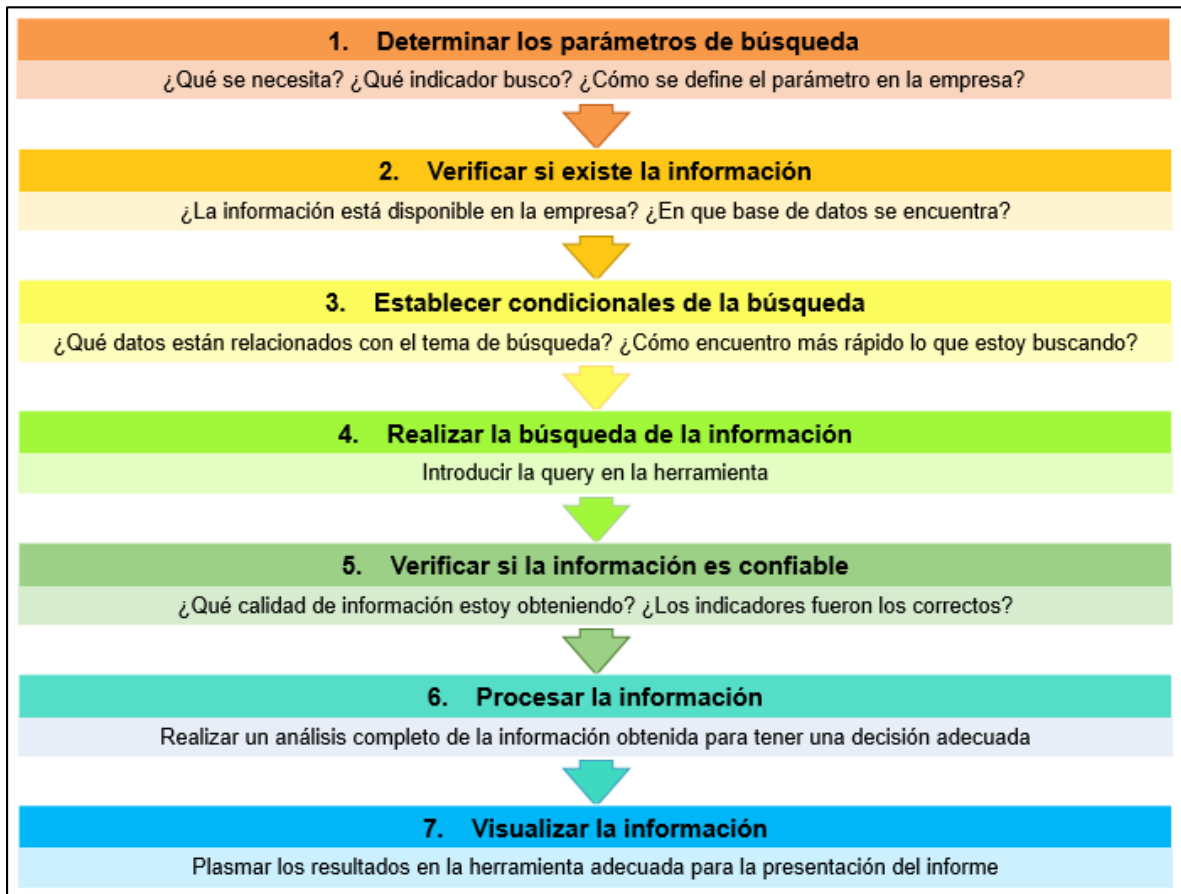 1. Determinar los parámetros de búsqueda
¿Qué se necesita? ¿Qué indicador busco? ¿Cómo se define el parámetro en la empresa?
2. Verificar si existe la información
¿La información está disponible en la empresa? ¿En que base de datos se encuentra?
3. Establecer condicionales de la búsqueda
¿Qué datos están relacionados con el tema de búsqueda? ¿Cómo encuentro más rápido lo que estoy buscando?
4. Realizar la búsqueda de la información
Introducir la query en la herramienta
5. Verificar si la información es confiable
¿Qué calidad de información estoy obteniendo? ¿Los indicadores fueron los correctos?
6. Procesar la información
Realizar un análisis completo de la información obtenida para tener una decisión adecuada
7. Visualizar la información
Plasmar los resultados en la herramienta adecuada para la presentación del informe